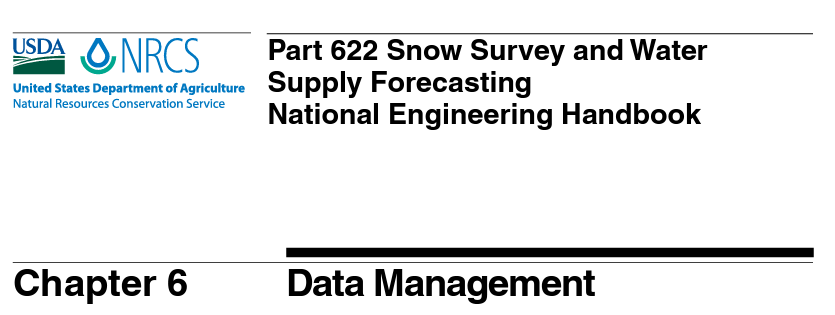 USDA NRCS
United States Department of Agriculture
Natural Resources Conservation Service
Part 622 Snow Survey and Water
Supply Forecasting
National Engineering Handbook
Chapter 6 Data Management